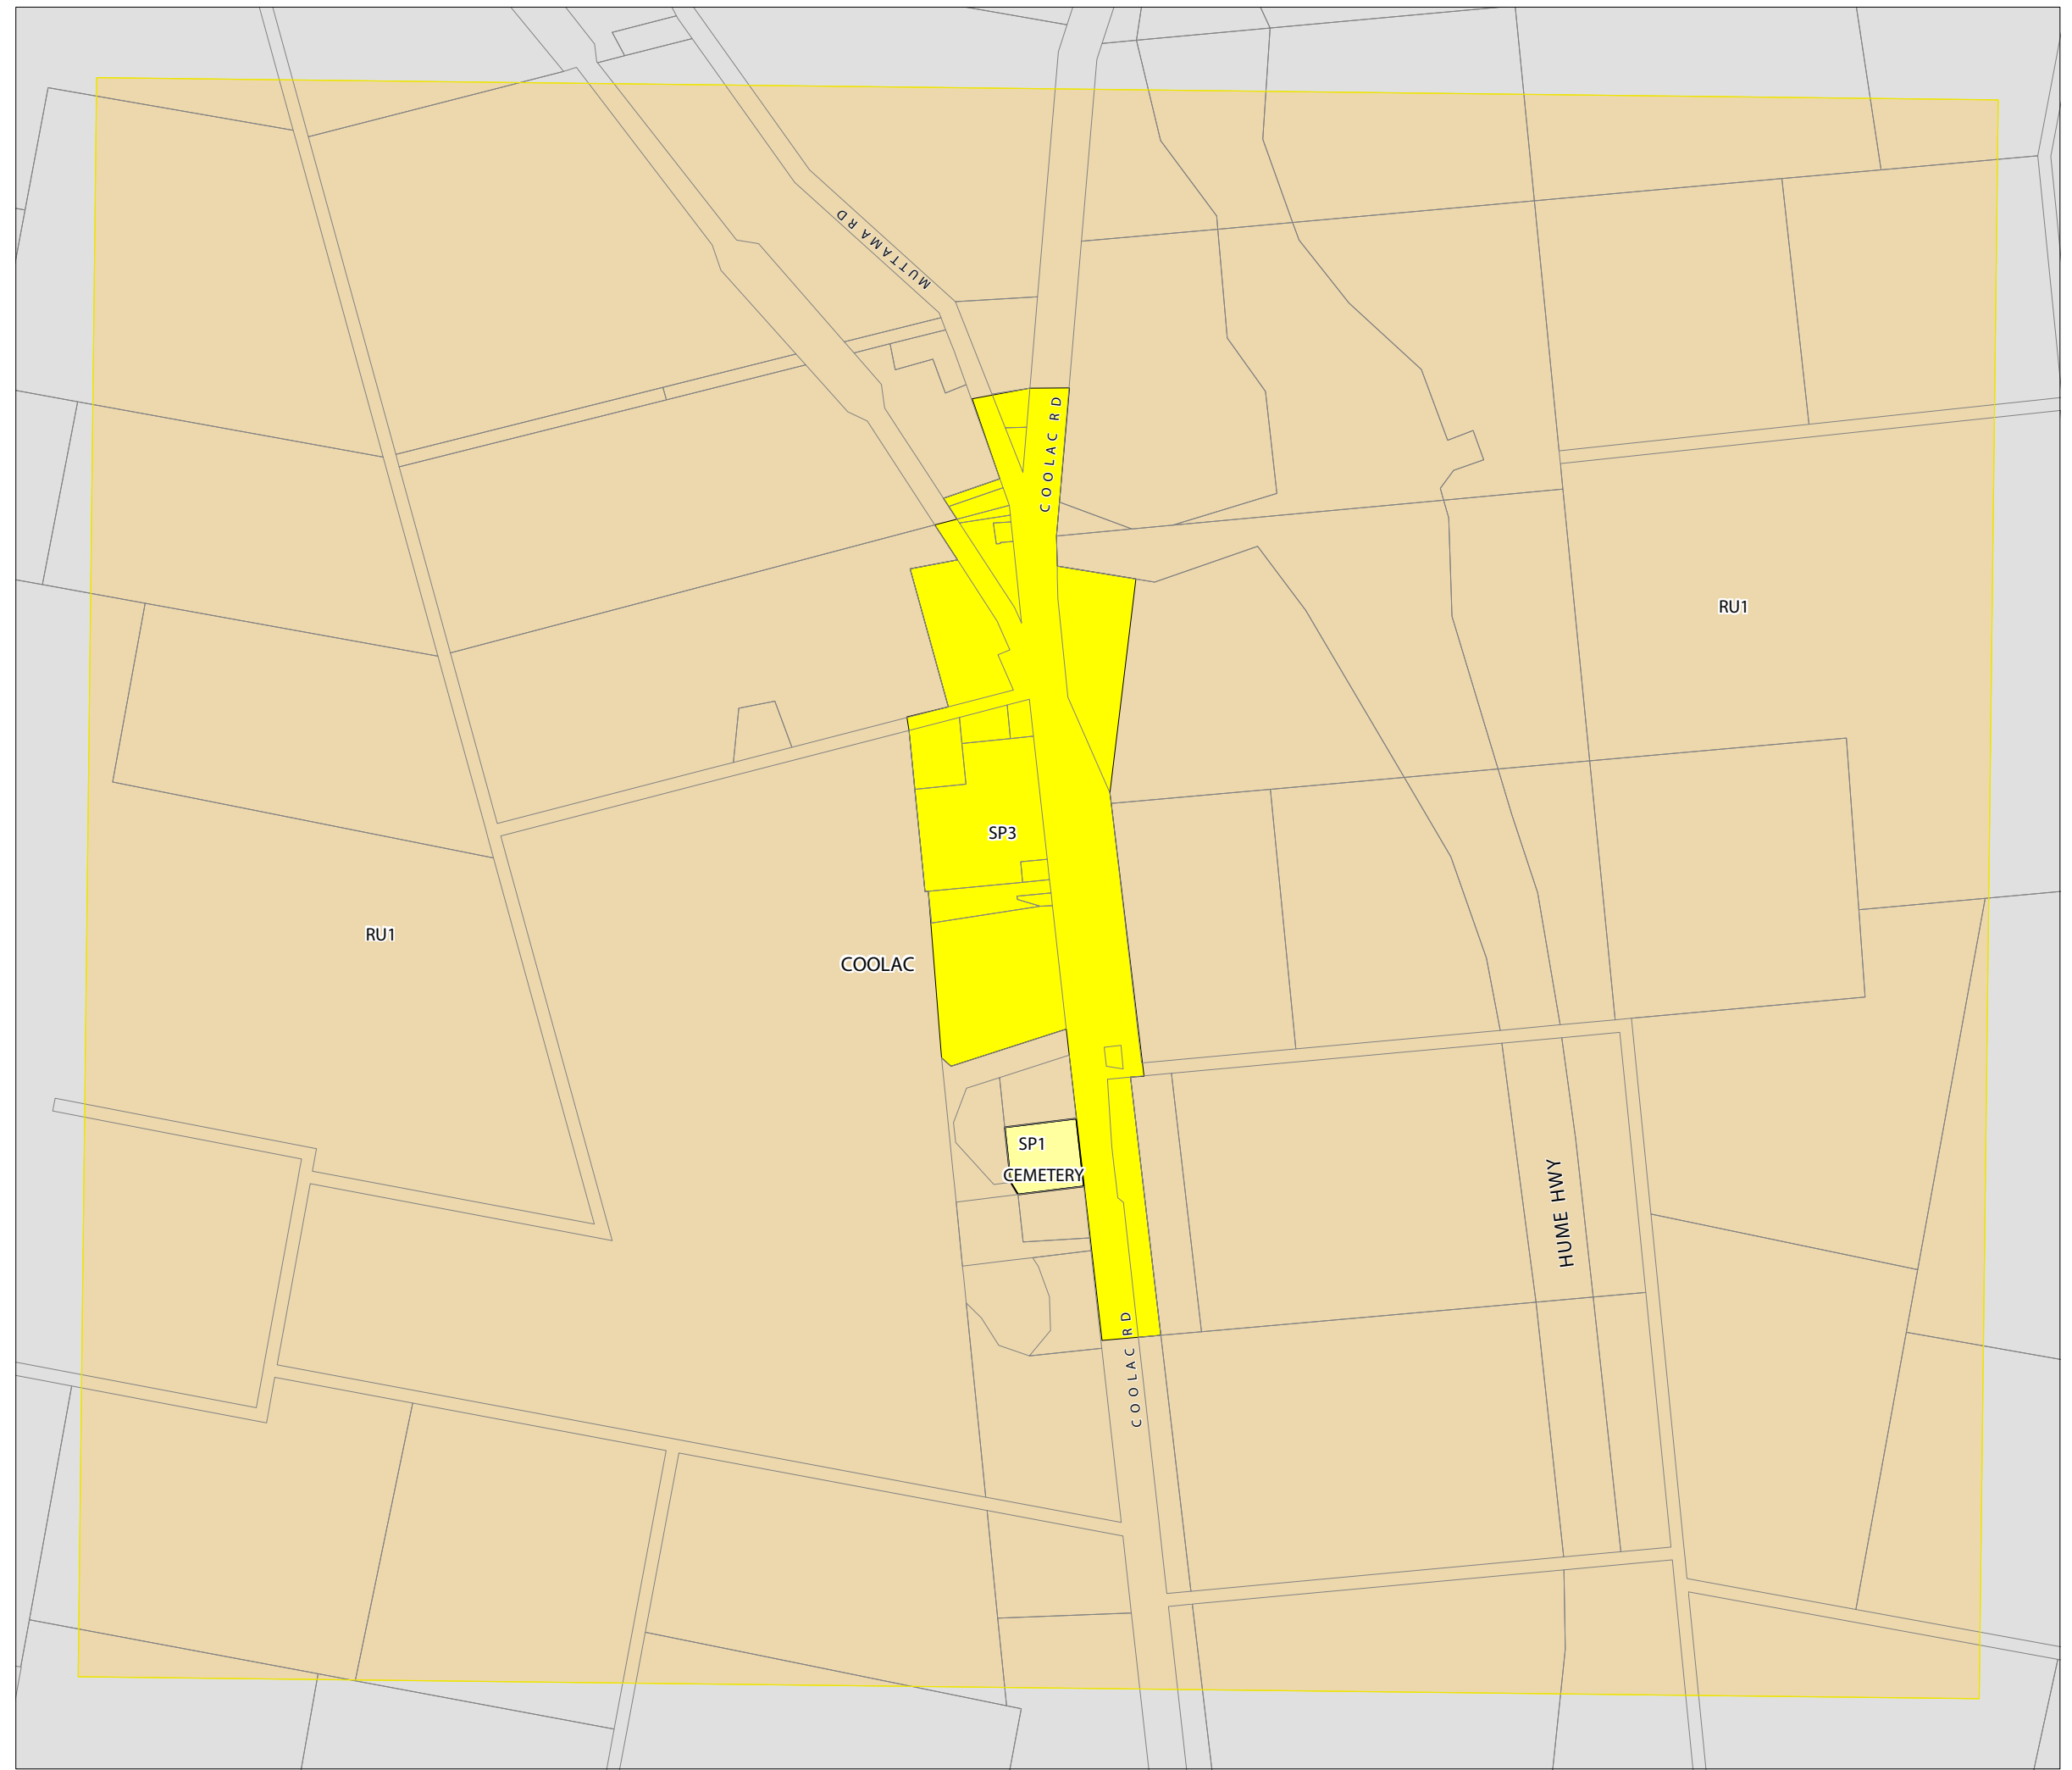 MUTTAMA RD
COOLAC RD
RU1
SP3
RU1
COOLAC
SP1
CEMETERY
HUME HWY
COOLAC RD